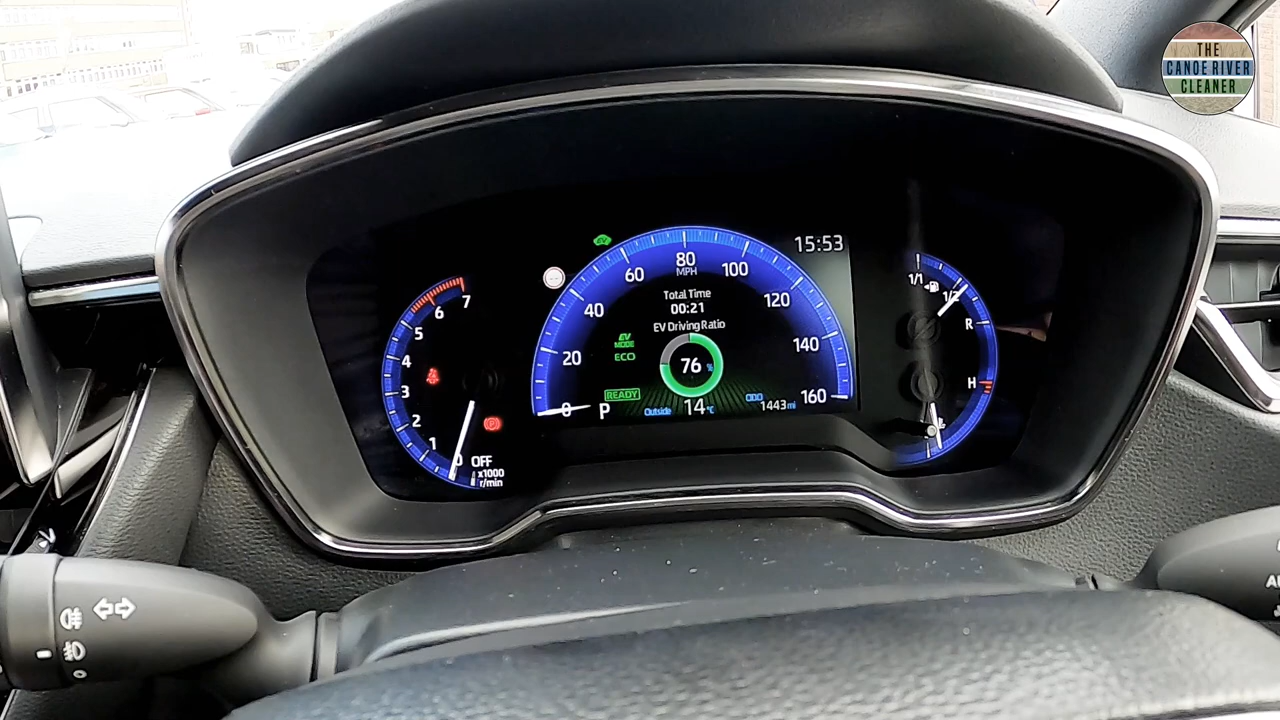 THE
CANOE RIVER
CLEANER
15:53
80
MPH
60
100
40
120
20
140
0
160
Total Time
00:21
EV Driving Ratio
76 %
EV
MODE
ECO
READY
P
Outside
14°C
ODO
1443 mi
7
6
5
4
3
2
1
0
OFF
x1000
r/min
1/1
1/2
R
H